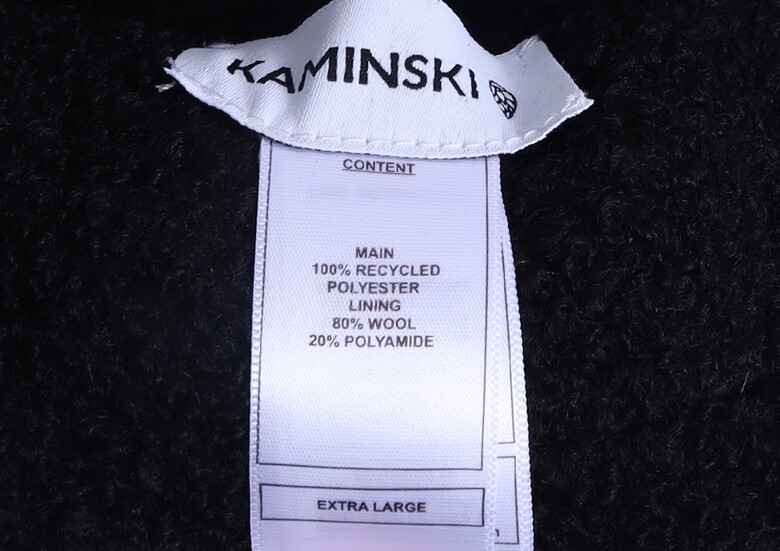 KAMINSKI
CONTENT
MAIN
100% RECYCLED
POLYESTER
LINING
80% WOOL
20% POLYAMIDE
EXTRA LARGE